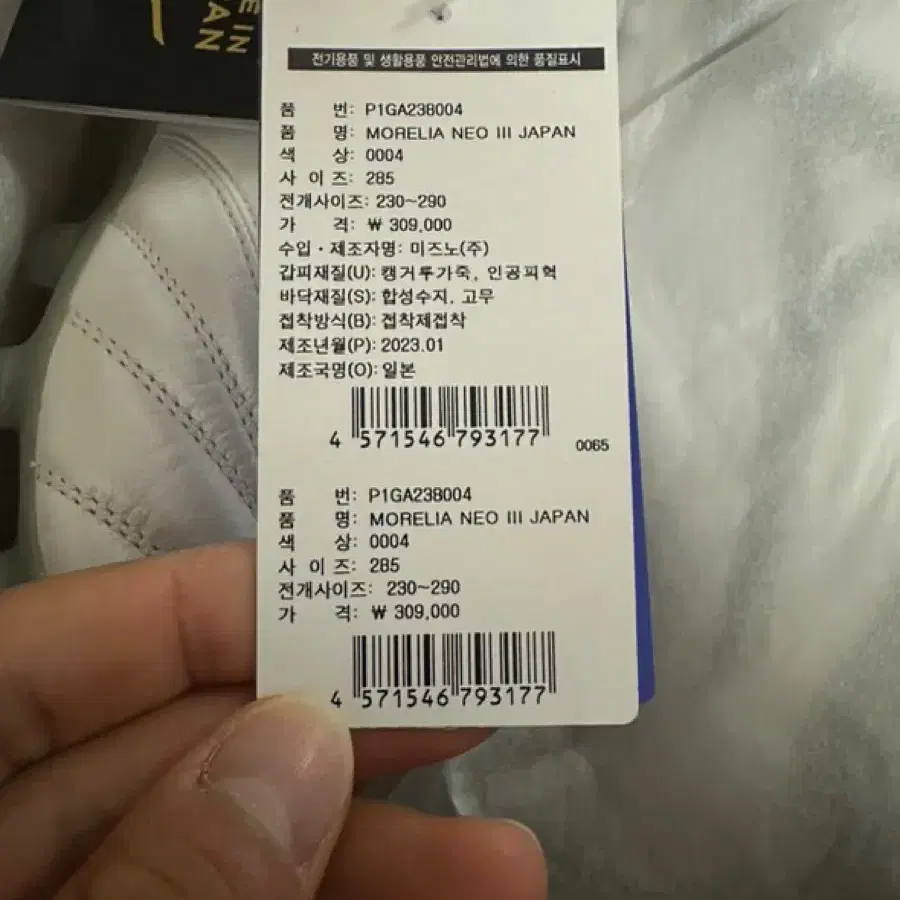 EIN
AN
전기용품 및 생활용품 안전관리법에 의한 품질표시
품 번: P1GA238004
품 명: MORELIA NEO III JAPAN
색 상: 0004
사 이 즈: 285
전개사이즈: 230~290
가 격: ₩ 309,000
수입·제조자명: 미즈노(주)
갑피재질(U): 캥거루가죽, 인공피혁
바닥재질(S): 합성수지, 고무
접착방식(B): 접착제접착
제조년월(P): 2023.01
제조국명(O): 일본
4 571546 793177
0065
품 번: P1GA238004
품 명: MORELIA NEO III JAPAN
색 상: 0004
사 이 즈: 285
전개사이즈: 230~290
가 격: ₩ 309,000
4 571546 793177